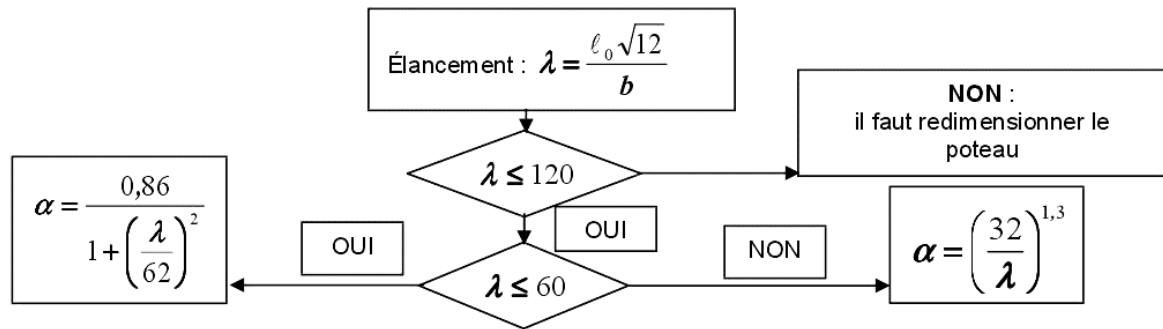 Élancement : λ = ℓ₀√12 / b
NON :
il faut redimensionner le
poteau
λ ≤ 120
α = 0,86 / (1 + (λ/62)²)
OUI
OUI
NON
α = (32/λ)^1,3
λ ≤ 60